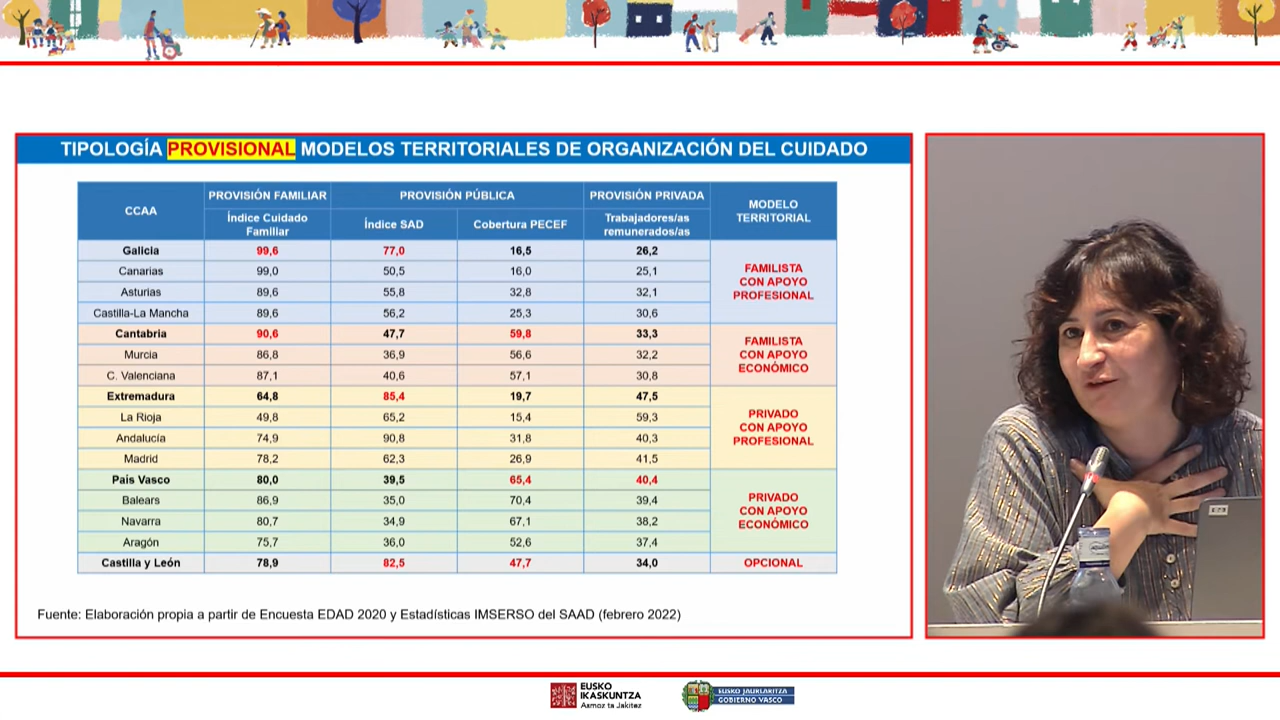 TIPOLOGÍA PROVISIONAL MODELOS TERRITORIALES DE ORGANIZACIÓN DEL CUIDADO
CCAA PROVISIÓN FAMILIAR PROVISIÓN PÚBLICA PROVISIÓN PRIVADA MODELO TERRITORIAL
Índice Cuidado Familiar Índice SAD Cobertura PECEF Trabajadores/as remunerados/as
Galicia 99,6 77,0 16,5 26,2
Canarias 99,0 50,5 16,0 25,1
Asturias 89,6 55,8 32,8 32,1
Castilla-La Mancha 89,6 56,2 25,3 30,6
FAMILISTA
CON APOYO
PROFESIONAL
Cantabria 90,6 47,7 59,8 33,3
Murcia 86,8 36,9 56,6 32,2
C. Valenciana 87,1 40,6 57,1 30,8
FAMILISTA
CON APOYO
ECONÓMICO
Extremadura 64,8 85,4 19,7 47,5
La Rioja 49,8 65,2 15,4 59,3
Andalucía 74,9 90,8 31,8 40,3
Madrid 78,2 62,3 26,9 41,5
PRIVADO
CON APOYO
PROFESIONAL
País Vasco 80,0 39,5 65,4 40,4
Balears 86,9 35,0 70,4 39,4
Navarra 80,7 34,9 67,1 38,2
Aragón 75,7 36,0 52,6 37,4
PRIVADO
CON APOYO
ECONÓMICO
Castilla y León 78,9 82,5 47,7 34,0 OPCIONAL
Fuente: Elaboración propia a partir de Encuesta EDAD 2020 y Estadísticas IMSERSO del SAAD (febrero 2022)
EUSKO
IKASKUNTZA
Asmoz ta Jakitez
EUSKO JAURLARITZA
GOBIERNO VASCO